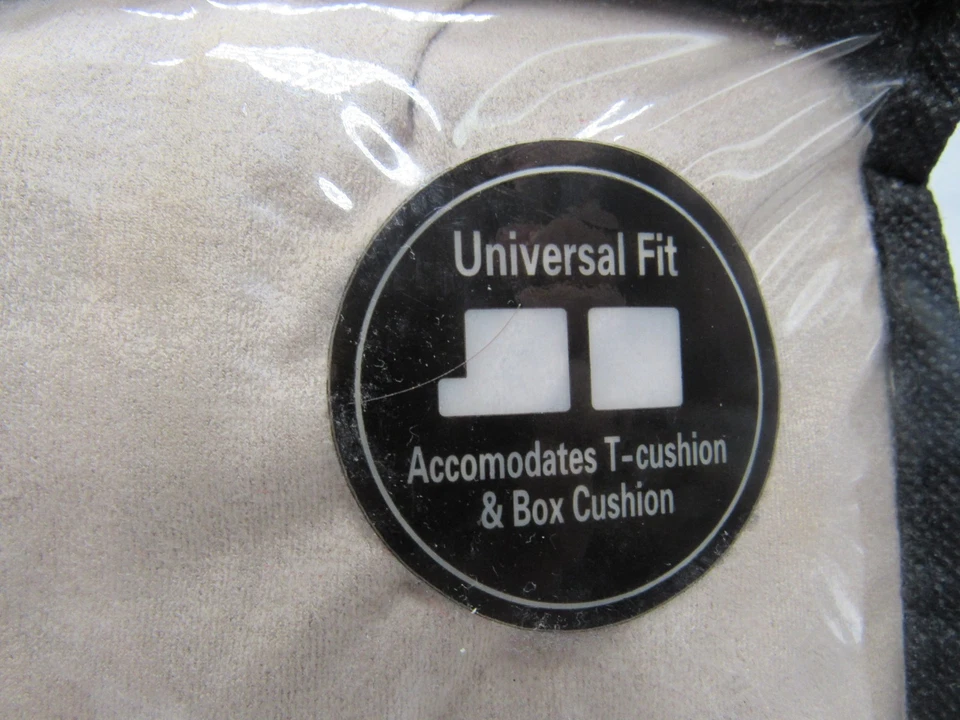 Universal Fit
Accomodates T-cushion
& Box Cushion